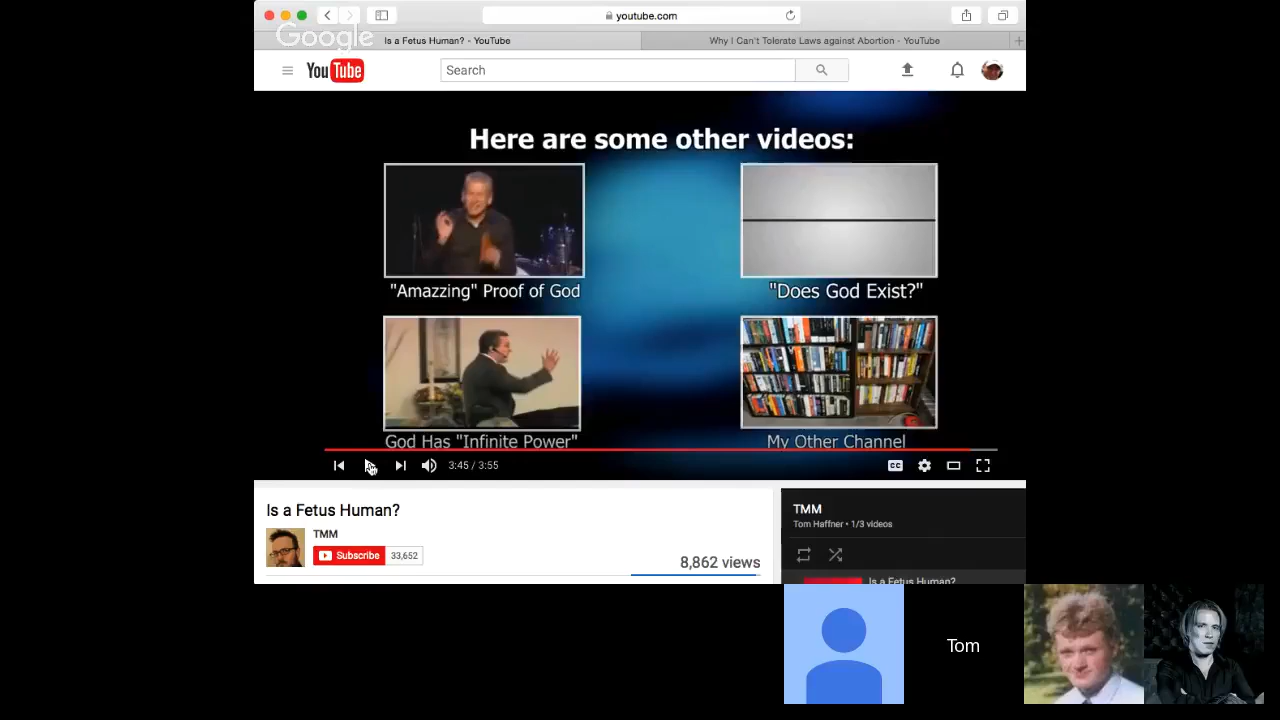 youtube.com
Google
Is a Fetus Human? - YouTube
Why I Can't Tolerate Laws against Abortion - YouTube
YouTube
Search
Here are some other videos:
"Amazzing" Proof of God
"Does God Exist?"
God Has "Infinite Power"
My Other Channel
3:45 / 3:55
CC
Is a Fetus Human?
TMM
Subscribe 33,652
8,862 views
TMM
Tom Haffner • 1/3 videos
Is a Fetus Human?
Tom